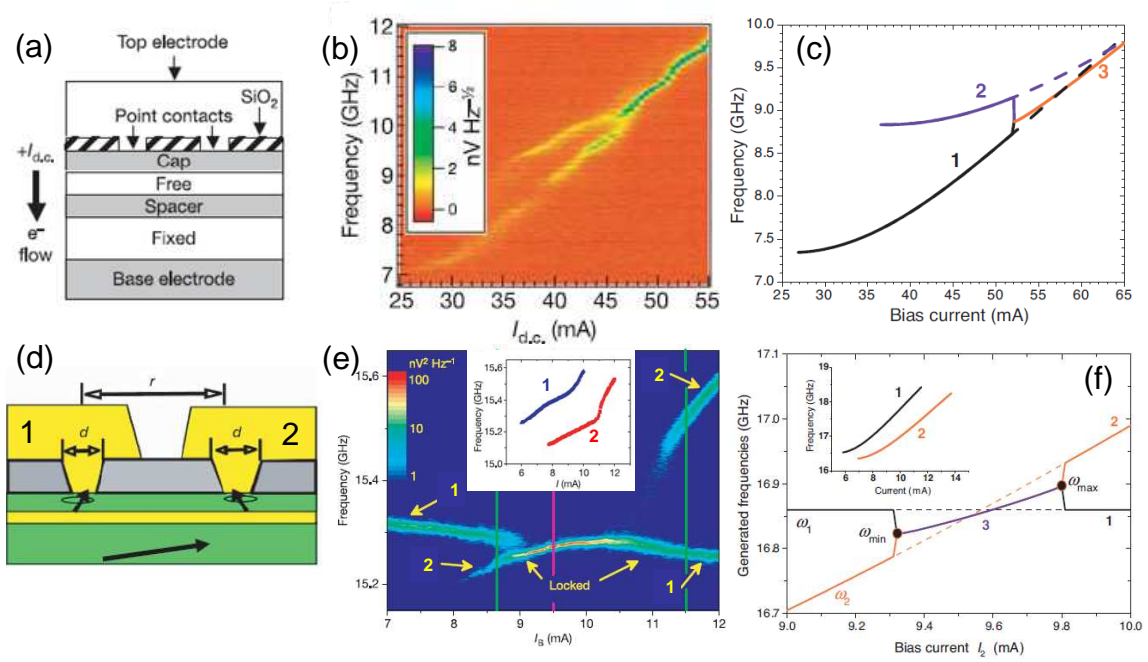 (a)
Top electrode
SiO2
Point contacts
+Id.c.
Cap
Free
Spacer
Fixed
Base electrode
e−
flow
(b)
Frequency (GHz)
12
11
10
9
8
7
25 30 35 40 45 50 55
Id.c. (mA)
8
6
4
2
0
nV Hz−½
(c)
Frequency (GHz)
10.0
9.5
9.0
8.5
8.0
7.5
7.0
25 30 35 40 45 50 55 60 65
Bias current (mA)
1
2
3
(d)
r
1
d
d
2
(e)
nV2 Hz−1
100
10
1
Frequency (GHz)
15,6
15,4
15,2
7 8 9 10 11 12
IB (mA)
1
2
Locked
2
1
Frequency (GHz)
15,6
15,4
15,2
15,0
6 8 10 12
I (mA)
1
2
(f)
Generated frequencies (GHz)
17.1
17.0
16.9
16.8
16.7
9.0 9.2 9.4 9.6 9.8 10.0
Bias current I2 (mA)
ω1
ω2
ωmin
ωmax
3
2
1
Frequency (GHz)
19
18
17
16
6 8 10 12 14
Current (mA)
1
2